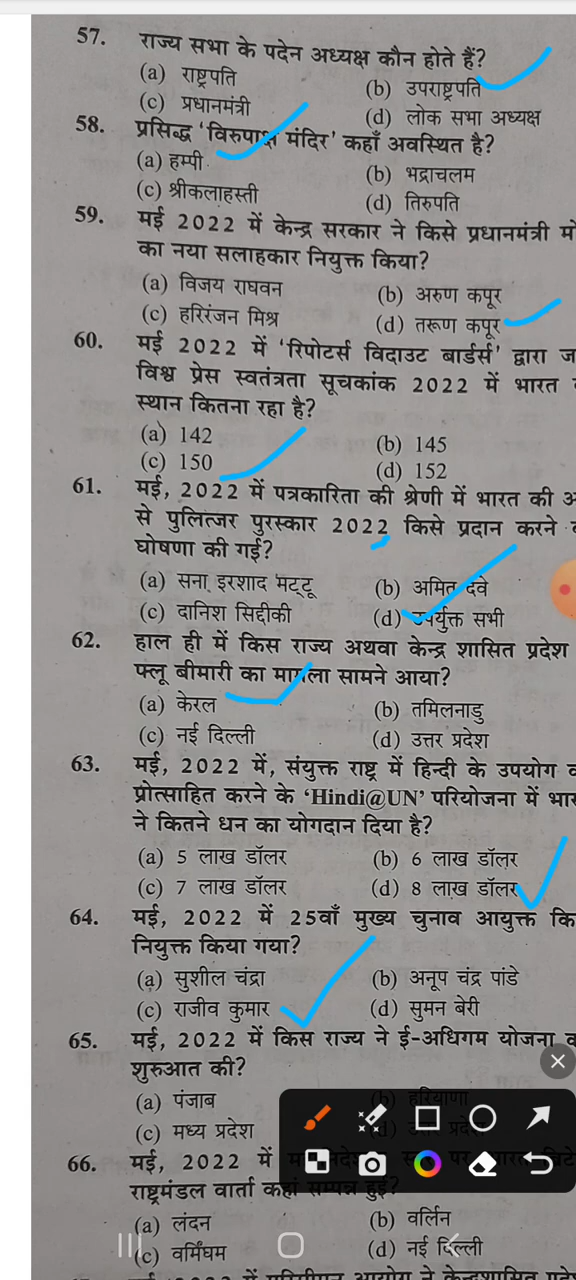 57. राज्य सभा के पदेन अध्यक्ष कौन होते हैं?
(a) राष्ट्रपति (b) उपराष्ट्रपति
(c) प्रधानमंत्री (d) लोक सभा अध्यक्ष
58. प्रसिद्ध 'विरुपाक्ष मंदिर' कहाँ अवस्थित है?
(a) हम्पी (b) भद्राचलम
(c) श्रीकलाहस्ती (d) तिरुपति
59. मई 2022 में केन्द्र सरकार ने किसे प्रधानमंत्री मो
का नया सलाहकार नियुक्त किया?
(a) विजय राघवन (b) अरुण कपूर
(c) हरिरंजन मिश्र (d) तरूण कपूर
60. मई 2022 में 'रिपोटर्स विदाउट बार्डर्स' द्वारा ज
विश्व प्रेस स्वतंत्रता सूचकांक 2022 में भारत
स्थान कितना रहा है?
(a) 142 (b) 145
(c) 150 (d) 152
61. मई, 2022 में पत्रकारिता की श्रेणी में भारत की
से पुलित्जर पुरस्कार 2022 किसे प्रदान करने
घोषणा की गई?
(a) सना इरशाद मट्टू (b) अमित दवे
(c) दानिश सिद्दीकी (d) उपर्युक्त सभी
62. हाल ही में किस राज्य अथवा केन्द्र शासित प्रदेश
फ्लू बीमारी का मामला सामने आया?
(a) केरल (b) तमिलनाडु
(c) नई दिल्ली (d) उत्तर प्रदेश
63. मई, 2022 में, संयुक्त राष्ट्र में हिन्दी के उपयोग
प्रोत्साहित करने के 'Hindi@UN' परियोजना में भार
ने कितने धन का योगदान दिया है?
(a) 5 लाख डॉलर (b) 6 लाख डॉलर
(c) 7 लाख डॉलर (d) 8 लाख डॉलर
64. मई, 2022 में 25वाँ मुख्य चुनाव आयुक्त कि
नियुक्त किया गया?
(a) सुशील चंद्रा (b) अनूप चंद्र पांडे
(c) राजीव कुमार (d) सुमन बेरी
65. मई, 2022 में किस राज्य ने ई-अधिगम योजना
शुरुआत की?
(a) पंजाब (b) हरियाणा
(c) मध्य प्रदेश (d) उत्तर प्रदेश
66. मई, 2022 में
राष्ट्रमंडल वार्ता कहां सम्पन्न हुई?
(a) लंदन (b) वर्लिन
(c) वर्मिंघम (d) नई दिल्ली